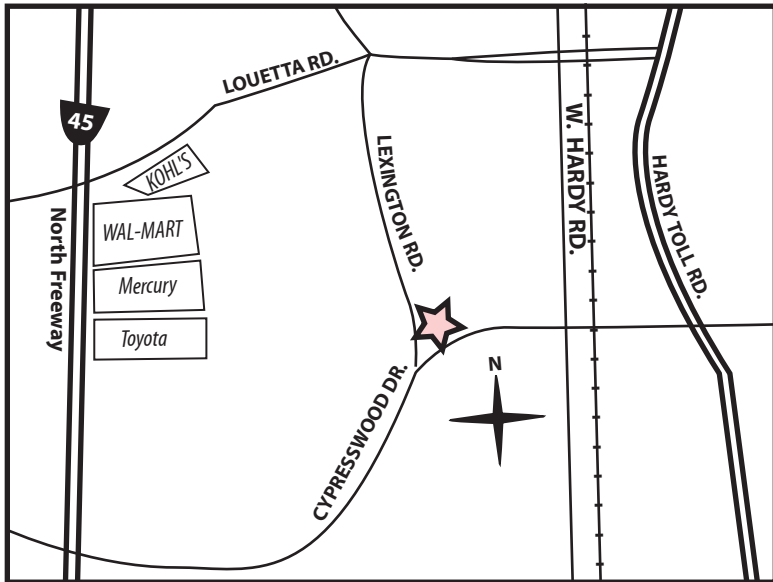 LOUETTA RD.
45
KOHL'S
LEXINGTON RD.
W. HARDY RD.
HARDY TOLL RD.
North Freeway
WAL-MART
Mercury
Toyota
CYPRESSWOOD DR.
N